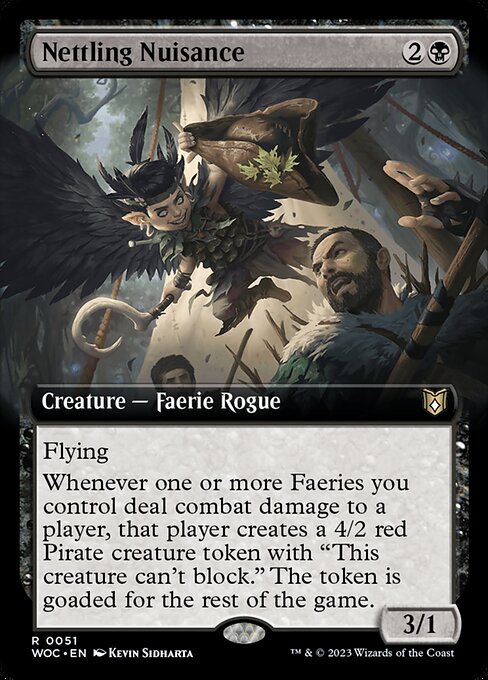 Nettling Nuisance 2
Creature — Faerie Rogue
Flying
Whenever one or more Faeries you
control deal combat damage to a
player, that player creates a 4/2 red
Pirate creature token with “This
creature can’t block.” The token is
goaded for the rest of the game.
3/1
R 0051
WOC • EN Kevin Sidharta
™ & © 2023 Wizards of the Coast